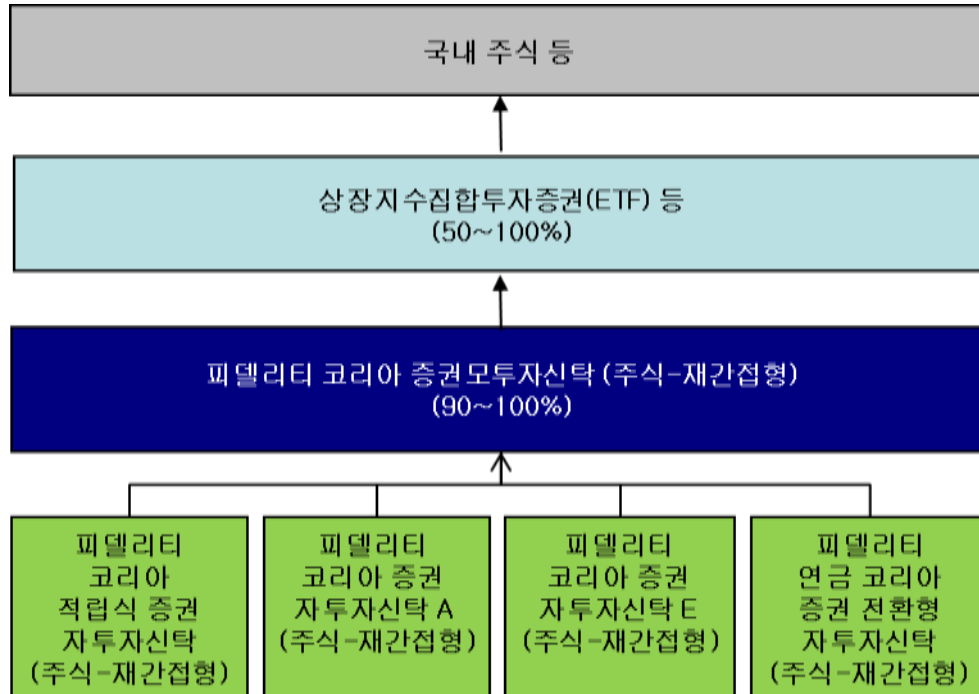 국내 주식 등
상장지수집합투자증권(ETF) 등
(50~100%)
피델리티 코리아 증권모투자신탁 (주식-재간접형)
(90~100%)
피델리티
코리아
적립식 증권
자투자신탁
(주식-재간접형)
피델리티
코리아 증권
자투자신탁 A
(주식-재간접형)
피델리티
코리아 증권
자투자신탁 E
(주식-재간접형)
피델리티
연금 코리아
증권 전환형
자투자신탁
(주식-재간접형)